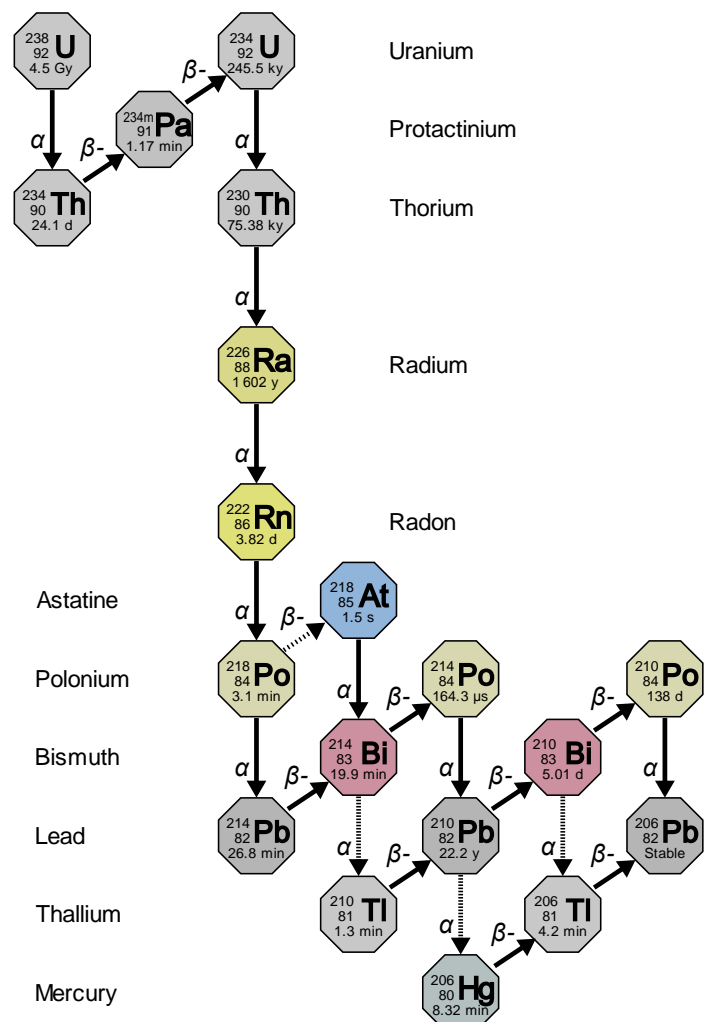 238
92 U
4.5 Gy
234
92 U
245.5 ky
Uranium
β-
α
β-
234m
91 Pa
1.17 min
α
Protactinium
234
90 Th
24.1 d
230
90 Th
75.38 ky
Thorium
α
226
88 Ra
1 602 y
Radium
α
222
86 Rn
3.82 d
Radon
Astatine
α
β-
218
85 At
1.5 s
Polonium
218
84 Po
3.1 min
α
β-
214
84 Po
164.3 µs
β-
210
84 Po
138 d
Bismuth
α
β-
214
83 Bi
19.9 min
α
β-
210
83 Bi
5.01 d
α
Lead
214
82 Pb
26.8 min
α
β-
210
82 Pb
22.2 y
α
β-
206
82 Pb
Stable
Thallium
210
81 Tl
1.3 min
α
β-
206
81 Tl
4.2 min
Mercury
206
80 Hg
8.32 min